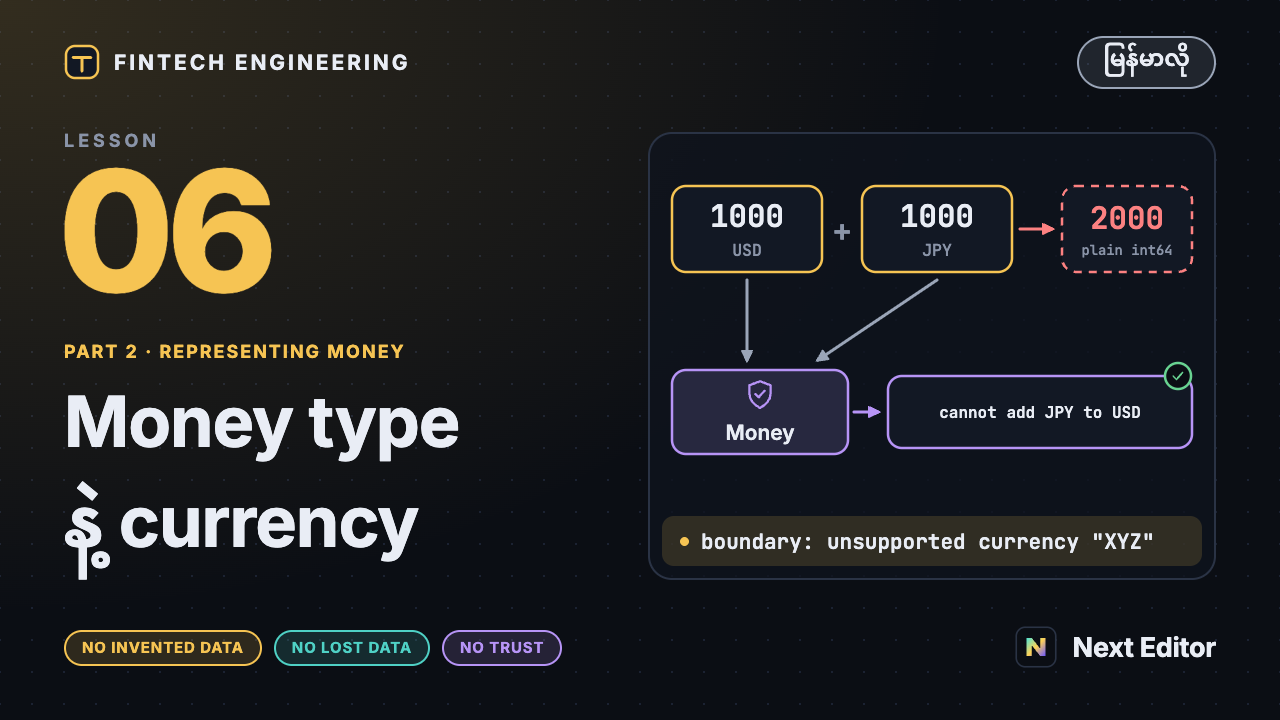 FINTECH ENGINEERING
မြန်မာလို
LESSON
06
PART 2 · REPRESENTING MONEY
Money type
နဲ့ currency
1000
USD
+
1000
JPY
2000
plain int64
Money
cannot add JPY to USD
boundary: unsupported currency "XYZ"
NO INVENTED DATA
NO LOST DATA
NO TRUST
N
Next Editor